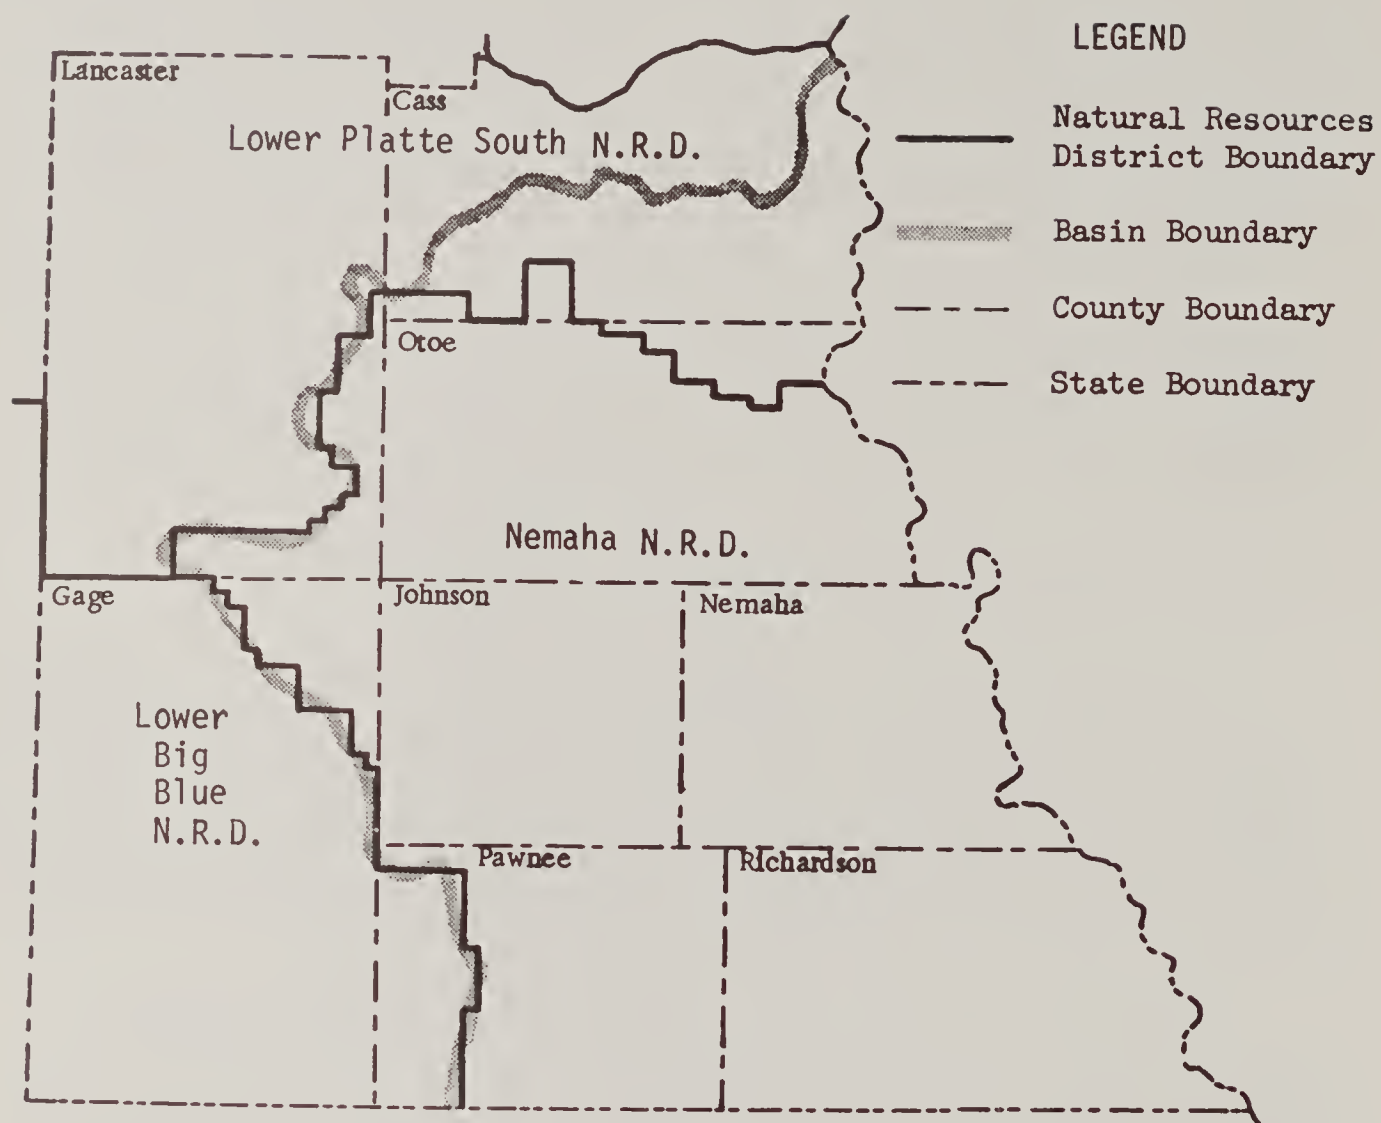 LEGEND
Natural Resources
District Boundary
Basin Boundary
County Boundary
State Boundary
Lancaster
Cass
Lower Platte South N.R.D.
Otoe
Nemaha N.R.D.
Gage
Johnson
Nemaha
Lower
Big
Blue
N.R.D.
Pawnee
Richardson